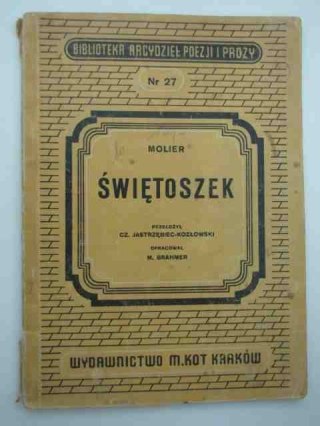 BIBLIOTEKA ARCYDZIEŁ POEZJI I PROZY
Nr 27
MOLIER
ŚWIĘTOSZEK
PRZEŁOŻYŁ
CZ. JASTRZĘBIEC-KOZŁOWSKI
OPRACOWAŁ
M. BRAHMER
WYDAWNICTWO M. KOT KRAKÓW